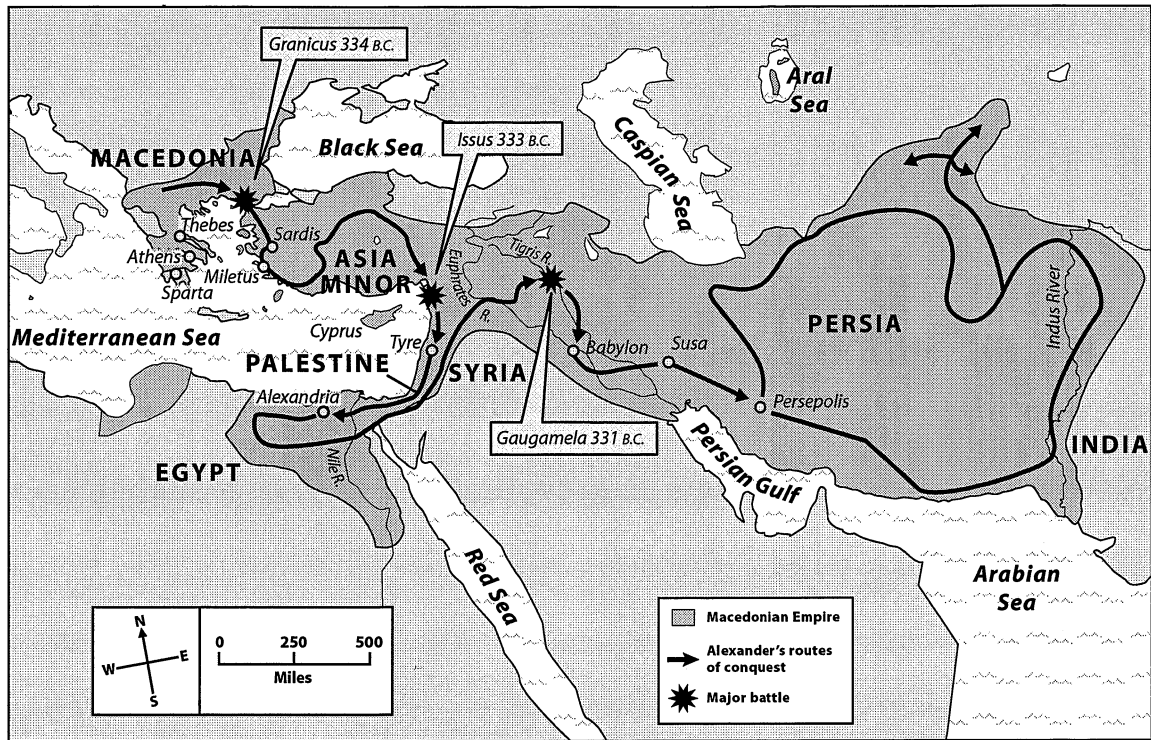 Granicus 334 B.C.
Aral
Sea
Issus 333 B.C.
Black Sea
Caspian
Sea
MACEDONIA
Thebes
Sardis
Athens
Miletus
Sparta
ASIA
MINOR
Tigris R.
Euphrates
R.
Mediterranean Sea
Cyprus
Tyre
PALESTINE
SYRIA
Babylon
Susa
PERSIA
Indus River
Alexandria
Persepolis
Gaugamela 331 B.C.
Persian Gulf
INDIA
EGYPT
Nile R.
Red Sea
Arabian
Sea
N
W
E
S
0 250 500
Miles
Macedonian Empire
Alexander's routes
of conquest
Major battle